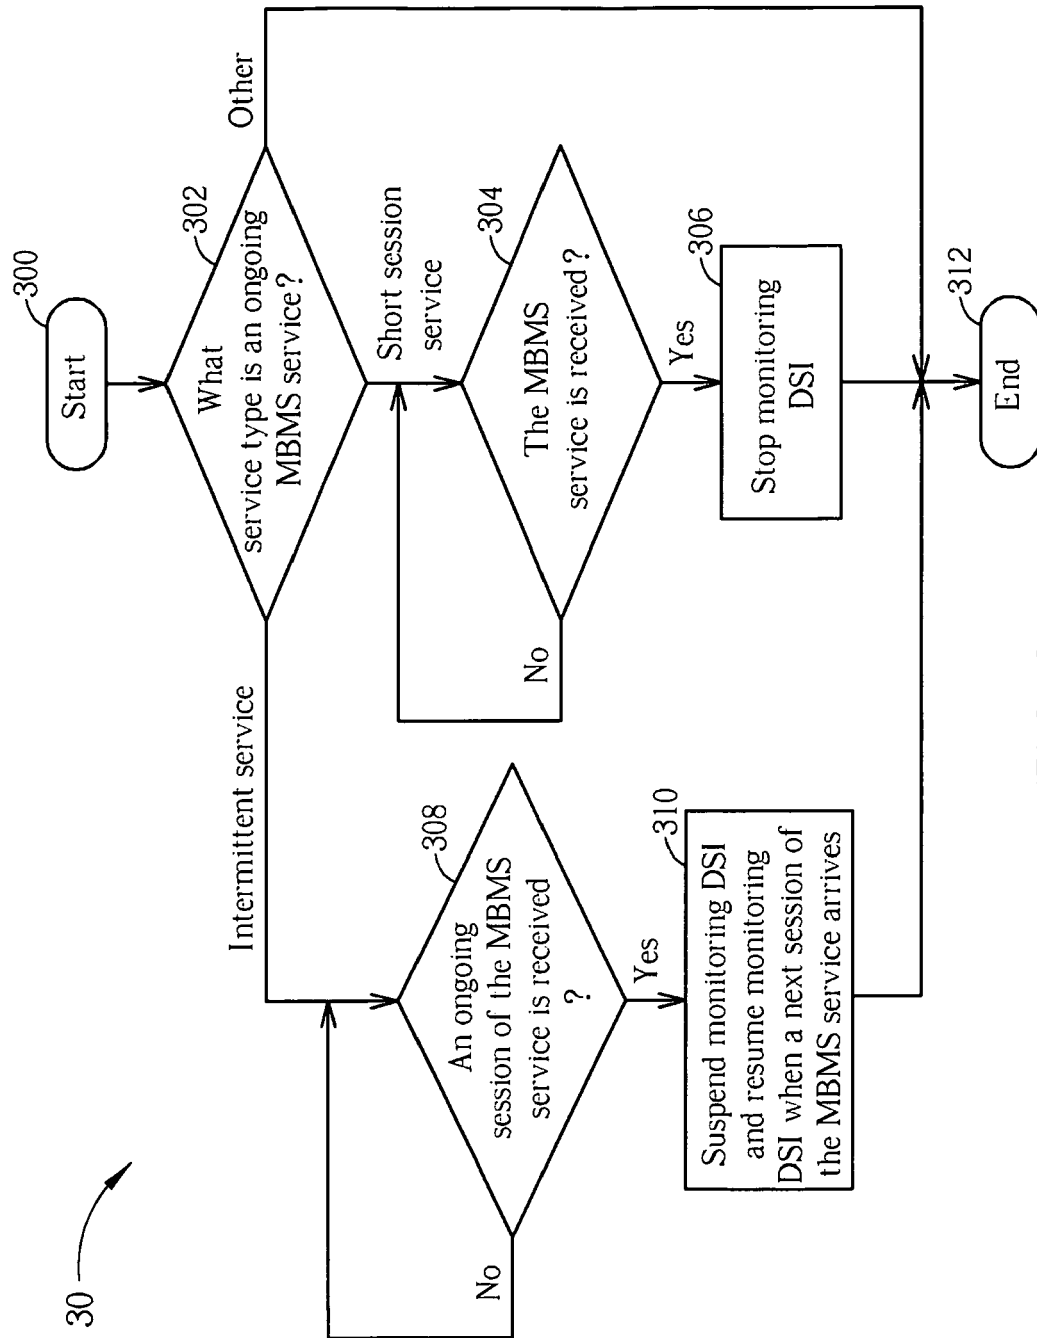 30
Start
300
What
service type is an ongoing
MBMS service?
302
Intermittent service
Short session
service
Other
An ongoing
session of the MBMS
service is received
?
308
No
Yes
Suspend monitoring DSI
and resume monitoring
DSI when a next session of
the MBMS service arrives
310
The MBMS
service is received?
304
No
Yes
Stop monitoring
DSI
306
End
312